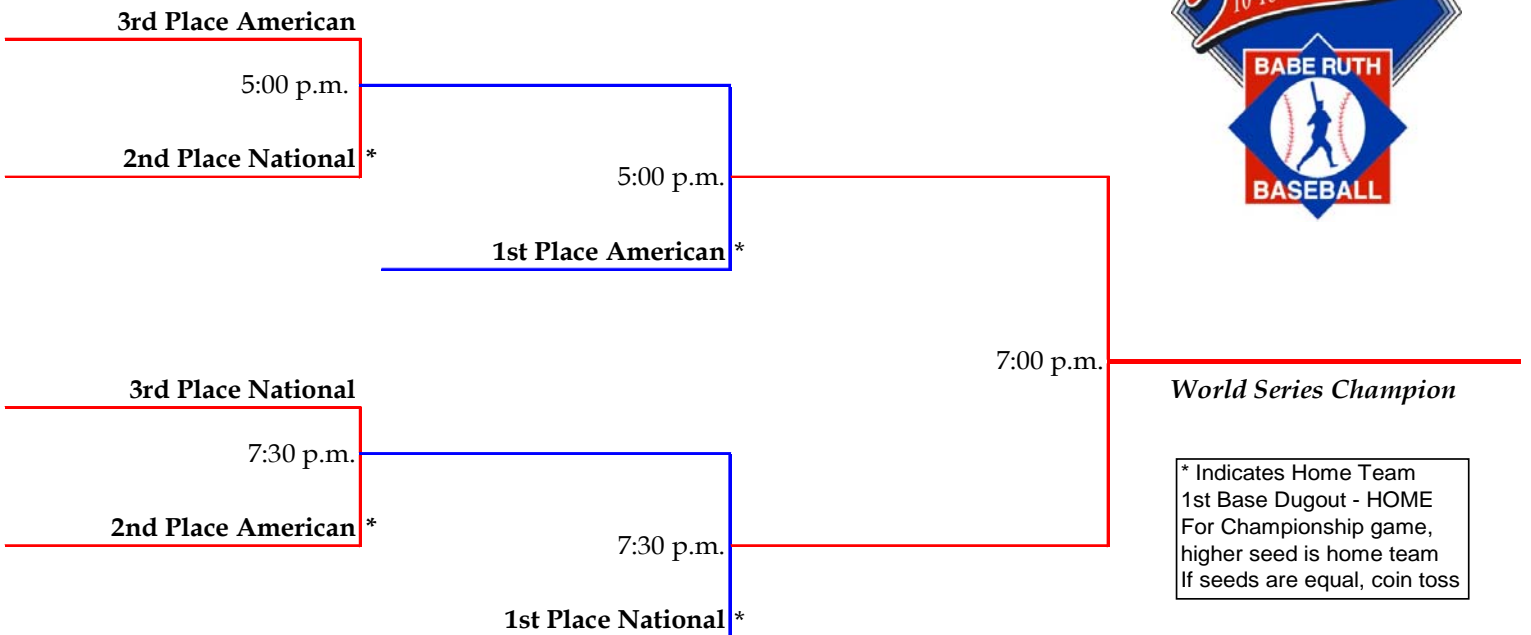 3rd Place American
5:00 p.m.
2nd Place National *
5:00 p.m.
1st Place American *
3rd Place National
7:30 p.m.
2nd Place American *
7:30 p.m.
1st Place National *
7:00 p.m.
World Series Champion
BABE RUTH
BASEBALL
* Indicates Home Team
1st Base Dugout - HOME
For Championship game,
higher seed is home team
If seeds are equal, coin toss